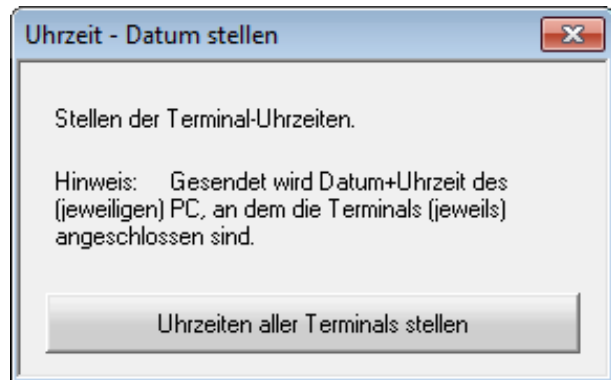 Uhrzeit - Datum stellen
Stellen der Terminal-Uhrzeiten.
Hinweis: Gesendet wird Datum+Uhrzeit des
(jeweiligen) PC, an dem die Terminals (jeweils)
angeschlossen sind.
Uhrzeiten aller Terminals stellen